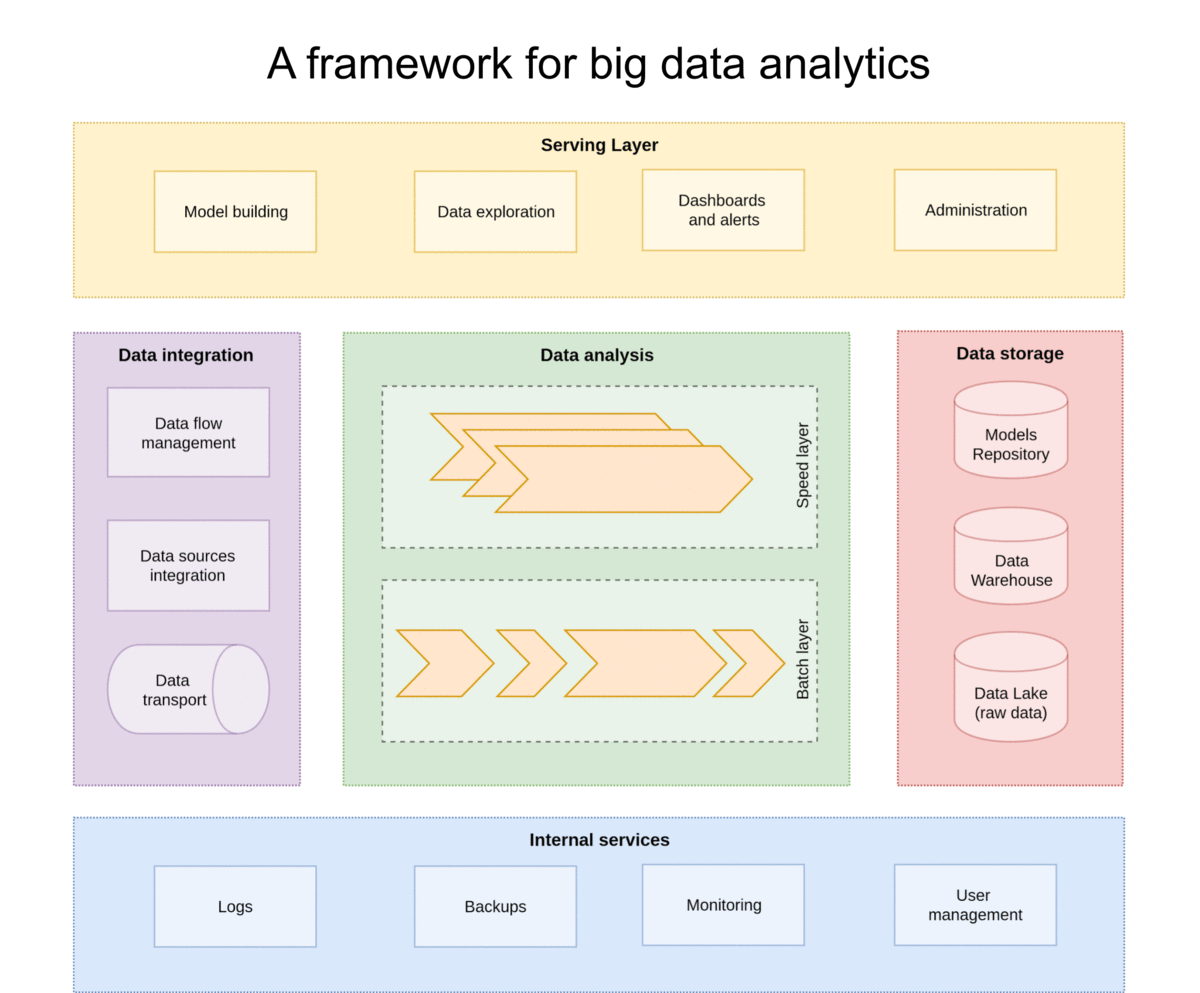 A framework for big data analytics
Serving Layer
Model building
Data exploration
Dashboards
and alerts
Administration
Data integration
Data flow
management
Data sources
integration
Data
transport
Data analysis
Speed layer
Batch layer
Data storage
Models
Repository
Data
Warehouse
Data Lake
(raw data)
Internal services
Logs
Backups
Monitoring
User
management